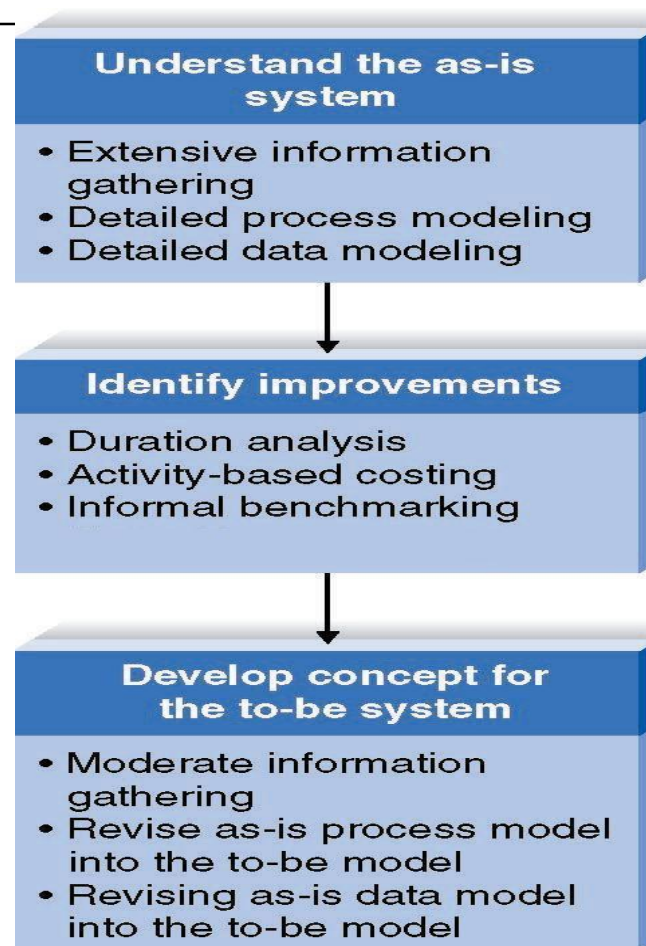 Understand the as-is
system
• Extensive information
gathering
• Detailed process modeling
• Detailed data modeling
Identify improvements
• Duration analysis
• Activity-based costing
• Informal benchmarking
Develop concept for
the to-be system
• Moderate information
gathering
• Revise as-is process model
into the to-be model
• Revising as-is data model
into the to-be model